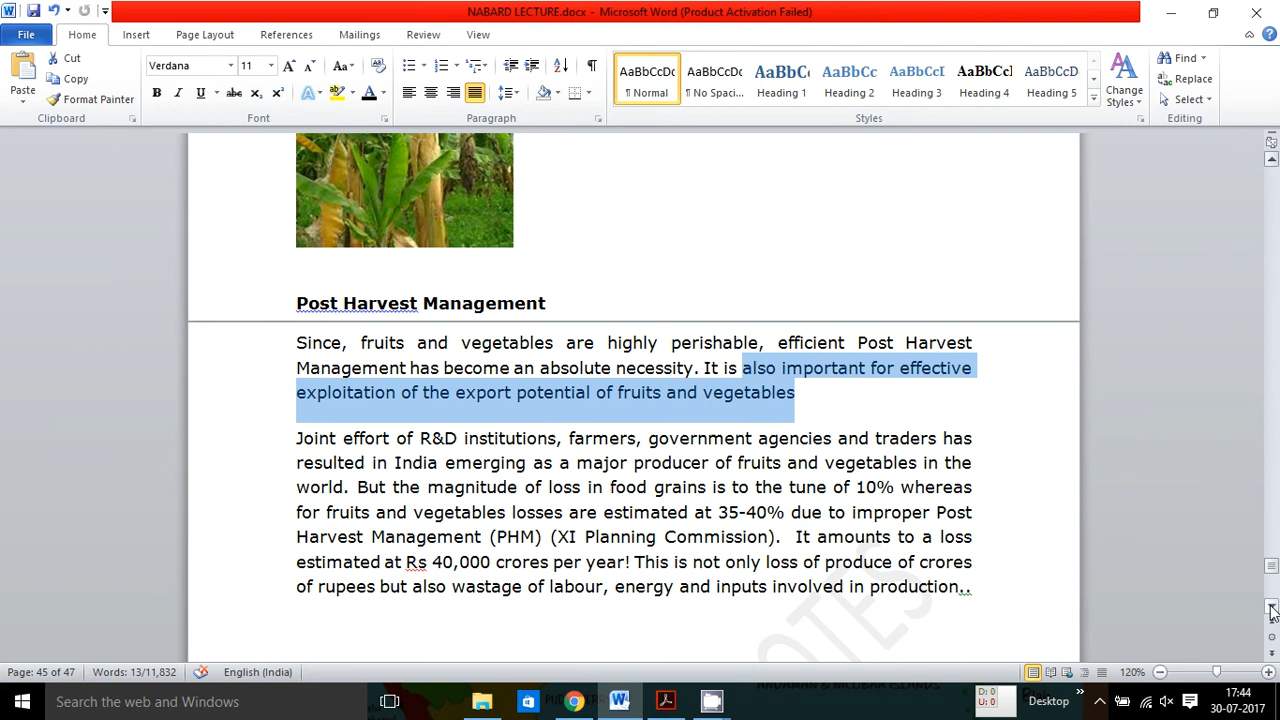 NABARD LECTURE.docx - Microsoft Word (Product Activation Failed)
File Home Insert Page Layout References Mailings Review View
Paste
Cut
Copy
Format Painter
Clipboard
Verdana 11
Font
Paragraph
AaBbCcDc AaBbCcDc AaBbC( AaBbCc AaBbCcI AaBbCcI AaBbCcDc
¶ Normal ¶ No Spaci... Heading 1 Heading 2 Heading 3 Heading 4 Heading 5
Styles
Change Styles
Find
Replace
Select
Editing
Post Harvest Management
Since, fruits and vegetables are highly perishable, efficient Post Harvest
Management has become an absolute necessity. It is also important for effective
exploitation of the export potential of fruits and vegetables
Joint effort of R&D institutions, farmers, government agencies and traders has
resulted in India emerging as a major producer of fruits and vegetables in the
world. But the magnitude of loss in food grains is to the tune of 10% whereas
for fruits and vegetables losses are estimated at 35-40% due to improper Post
Harvest Management (PHM) (XI Planning Commission). It amounts to a loss
estimated at Rs 40,000 crores per year! This is not only loss of produce of crores
of rupees but also wastage of labour, energy and inputs involved in production..
NOTES
Page: 45 of 47 Words: 13/11,832 English (India) 120%
Search the web and Windows
ANDAMAN & NICOBAR ISLANDS
D: 0
U: 0
Desktop
17:44
30-07-2017